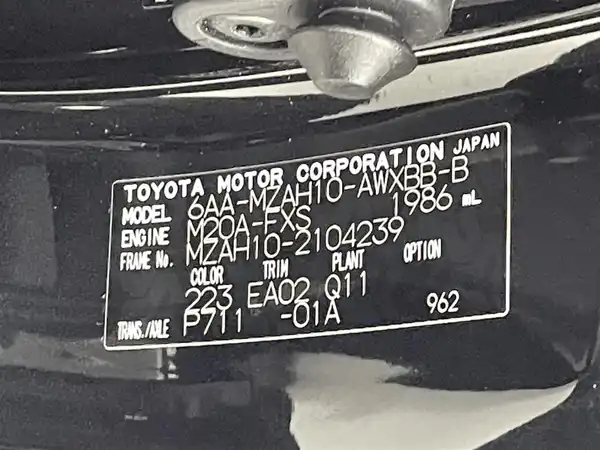 TOYOTA MOTOR CORPORATION JAPAN
MODEL 6AA-MZAH10-AWXBB-B
ENGINE M20A-FXS 1986 mL
FRAME No. MZAH10-2104239
COLOR TRIM PLANT OPTION
223 EA02 Q11
TRANS./AXLE P711 -01A 962